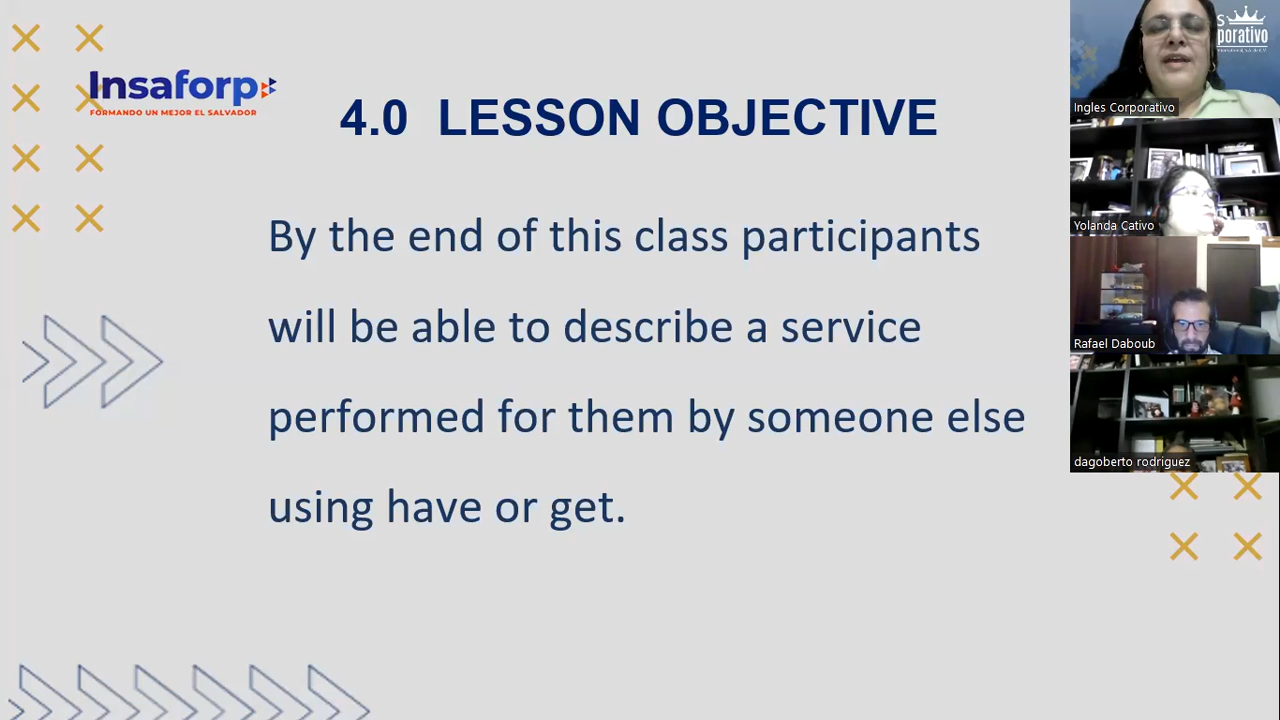 Insaforp
FORMANDO UN MEJOR EL SALVADOR
4.0 LESSON OBJECTIVE
By the end of this class participants
will be able to describe a service
performed for them by someone else
using have or get.
S
porativo
Ingles Corporativo
Yolanda Cativo
Rafael Daboub
dagoberto rodriguez